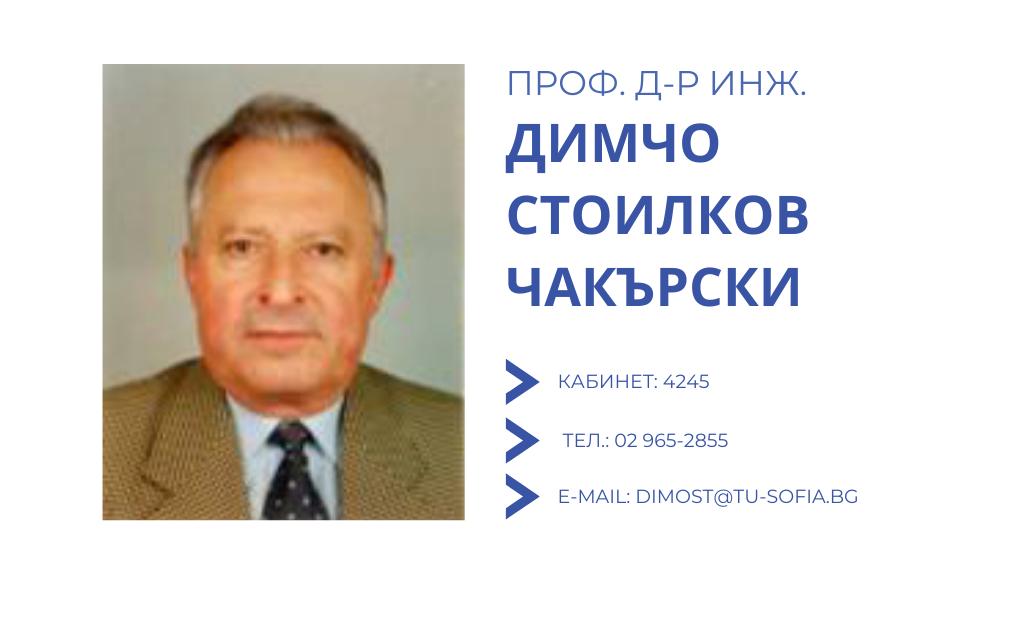 ПРОФ. Д-Р ИНЖ.
ДИМЧО
СТОИЛКОВ
ЧАКЪРСКИ
КАБИНЕТ: 4245
ТЕЛ.: 02 965-2855
E-MAIL: DIMOST@TU-SOFIA.BG